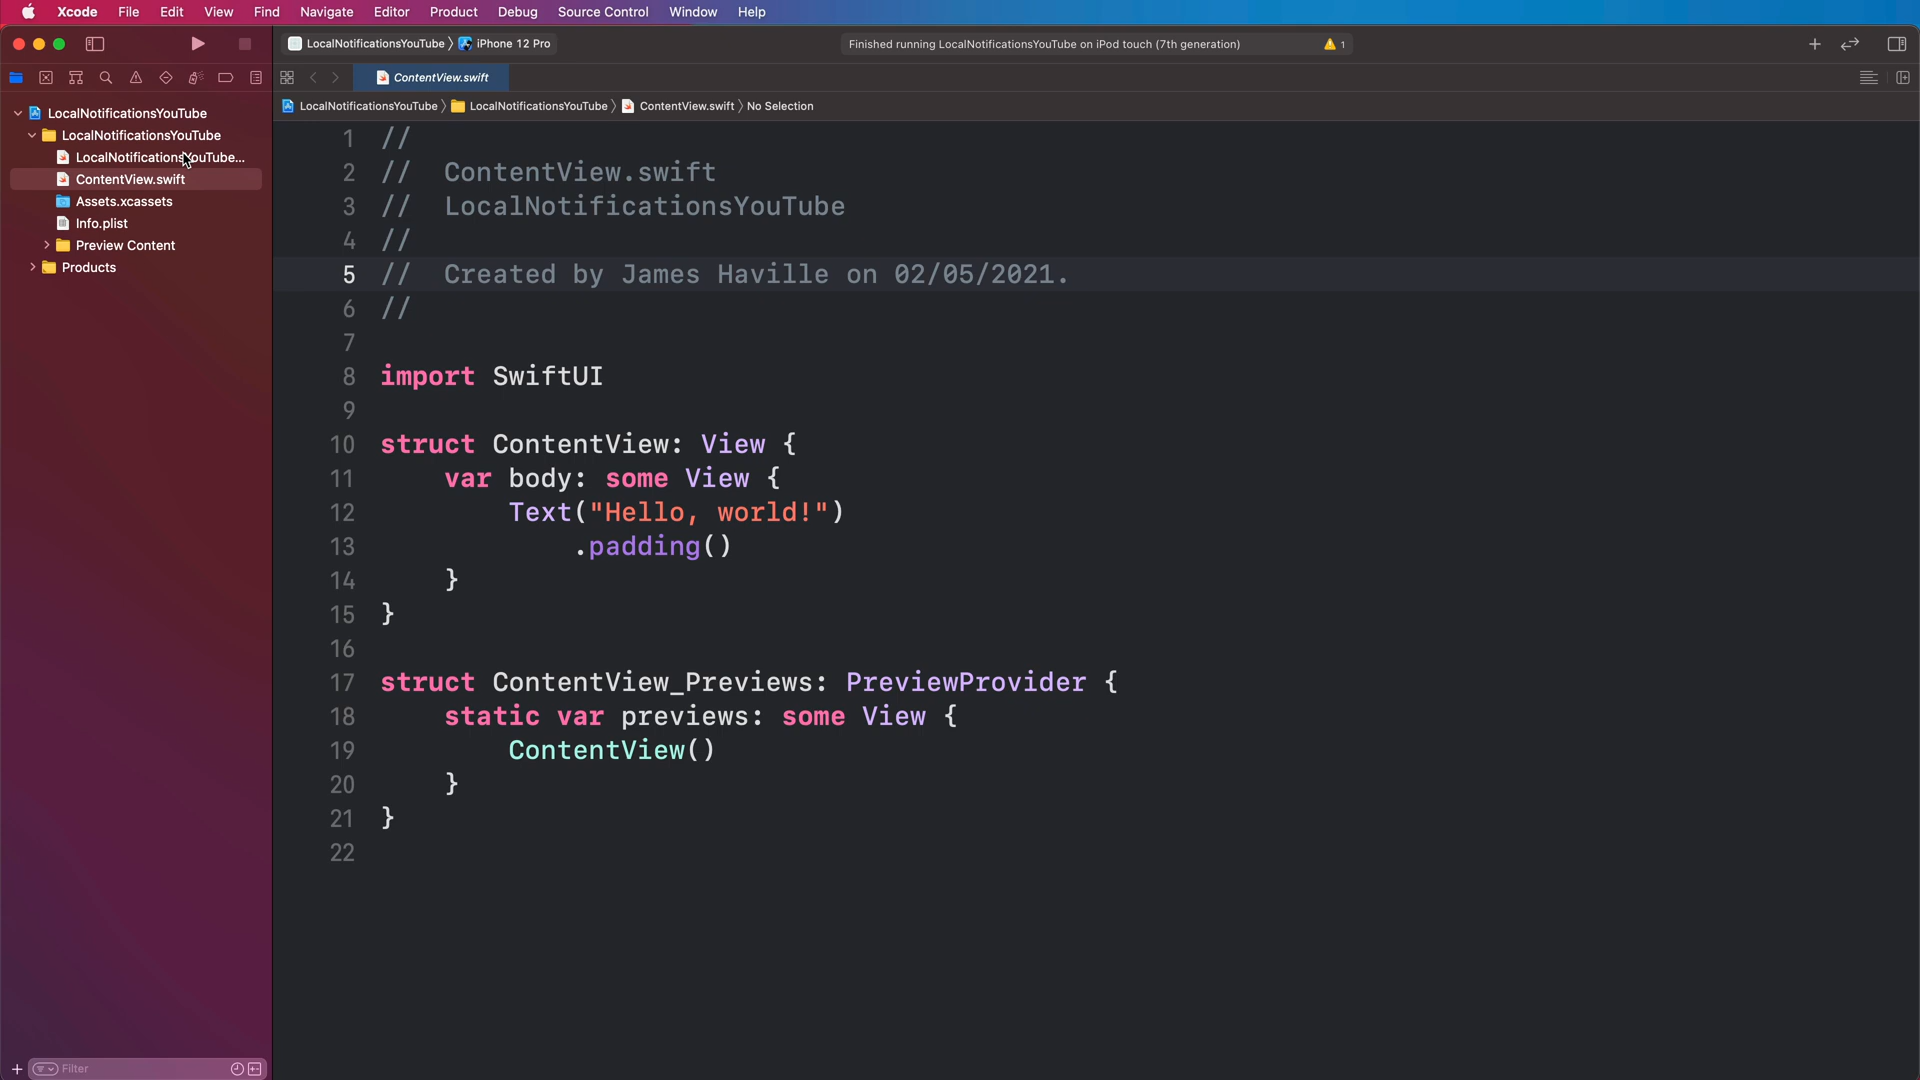 Xcode File Edit View Find Navigate Editor Product Debug Source Control Window Help
LocalNotificationsYouTube iPhone 12 Pro
Finished running LocalNotificationsYouTube on iPod touch (7th generation) 1
ContentView.swift
LocalNotificationsYouTube LocalNotificationsYouTube ContentView.swift No Selection
LocalNotificationsYouTube
LocalNotificationsYouTube
LocalNotificationsYouTube...
ContentView.swift
Assets.xcassets
Info.plist
Preview Content
Products
Filter
1 //
2 //  ContentView.swift
3 //  LocalNotificationsYouTube
4 //
5 //  Created by James Haville on 02/05/2021.
6 //
7
8 import SwiftUI
9
10 struct ContentView: View {
11     var body: some View {
12         Text("Hello, world!")
13             .padding()
14     }
15 }
16
17 struct ContentView_Previews: PreviewProvider {
18     static var previews: some View {
19         ContentView()
20     }
21 }
22